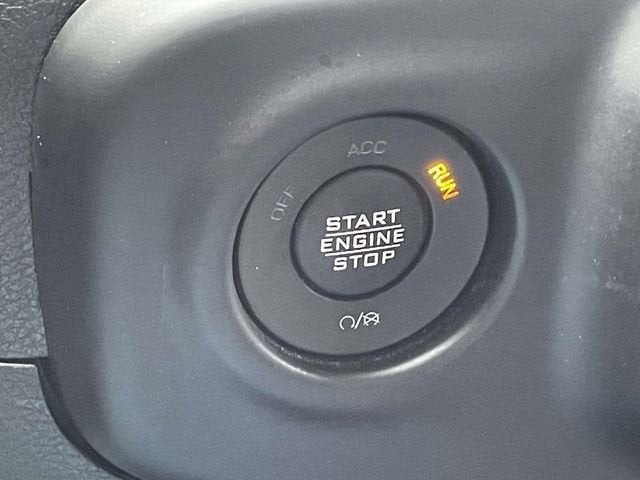 ACC
OFF
RUN
START
ENGINE
STOP